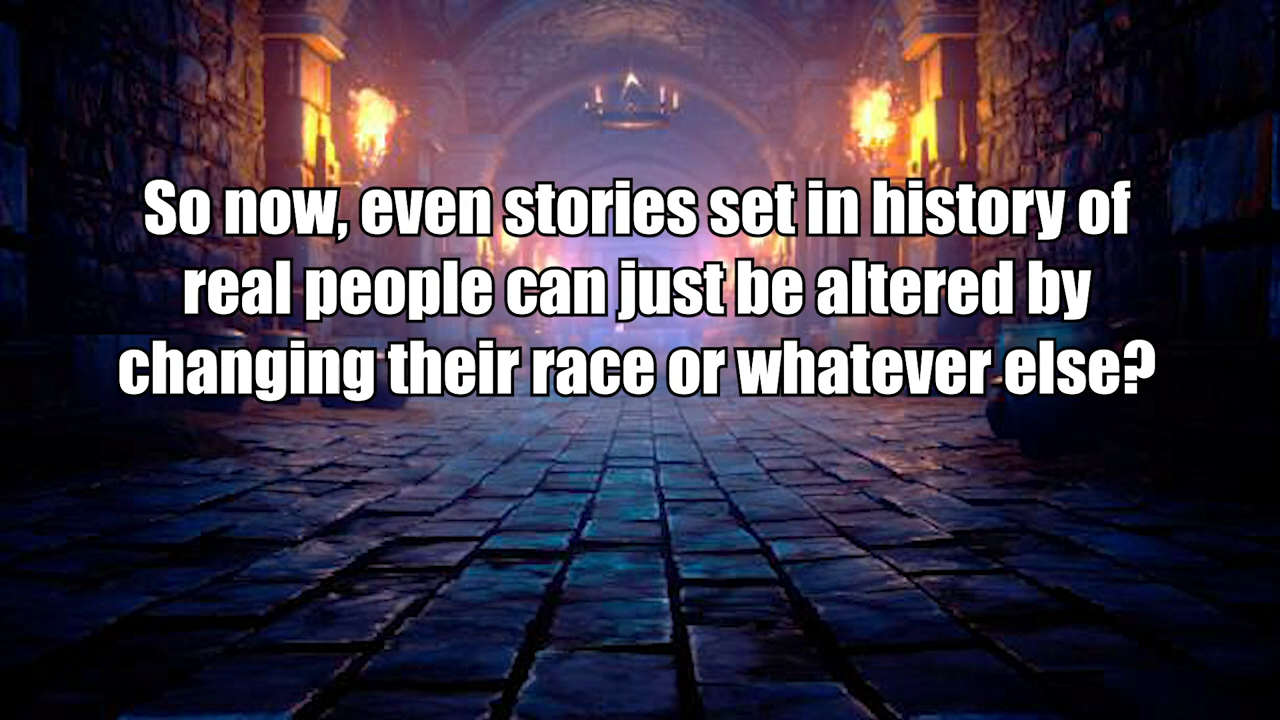 So now, even stories set in history of
real people can just be altered by
changing their race or whatever else?